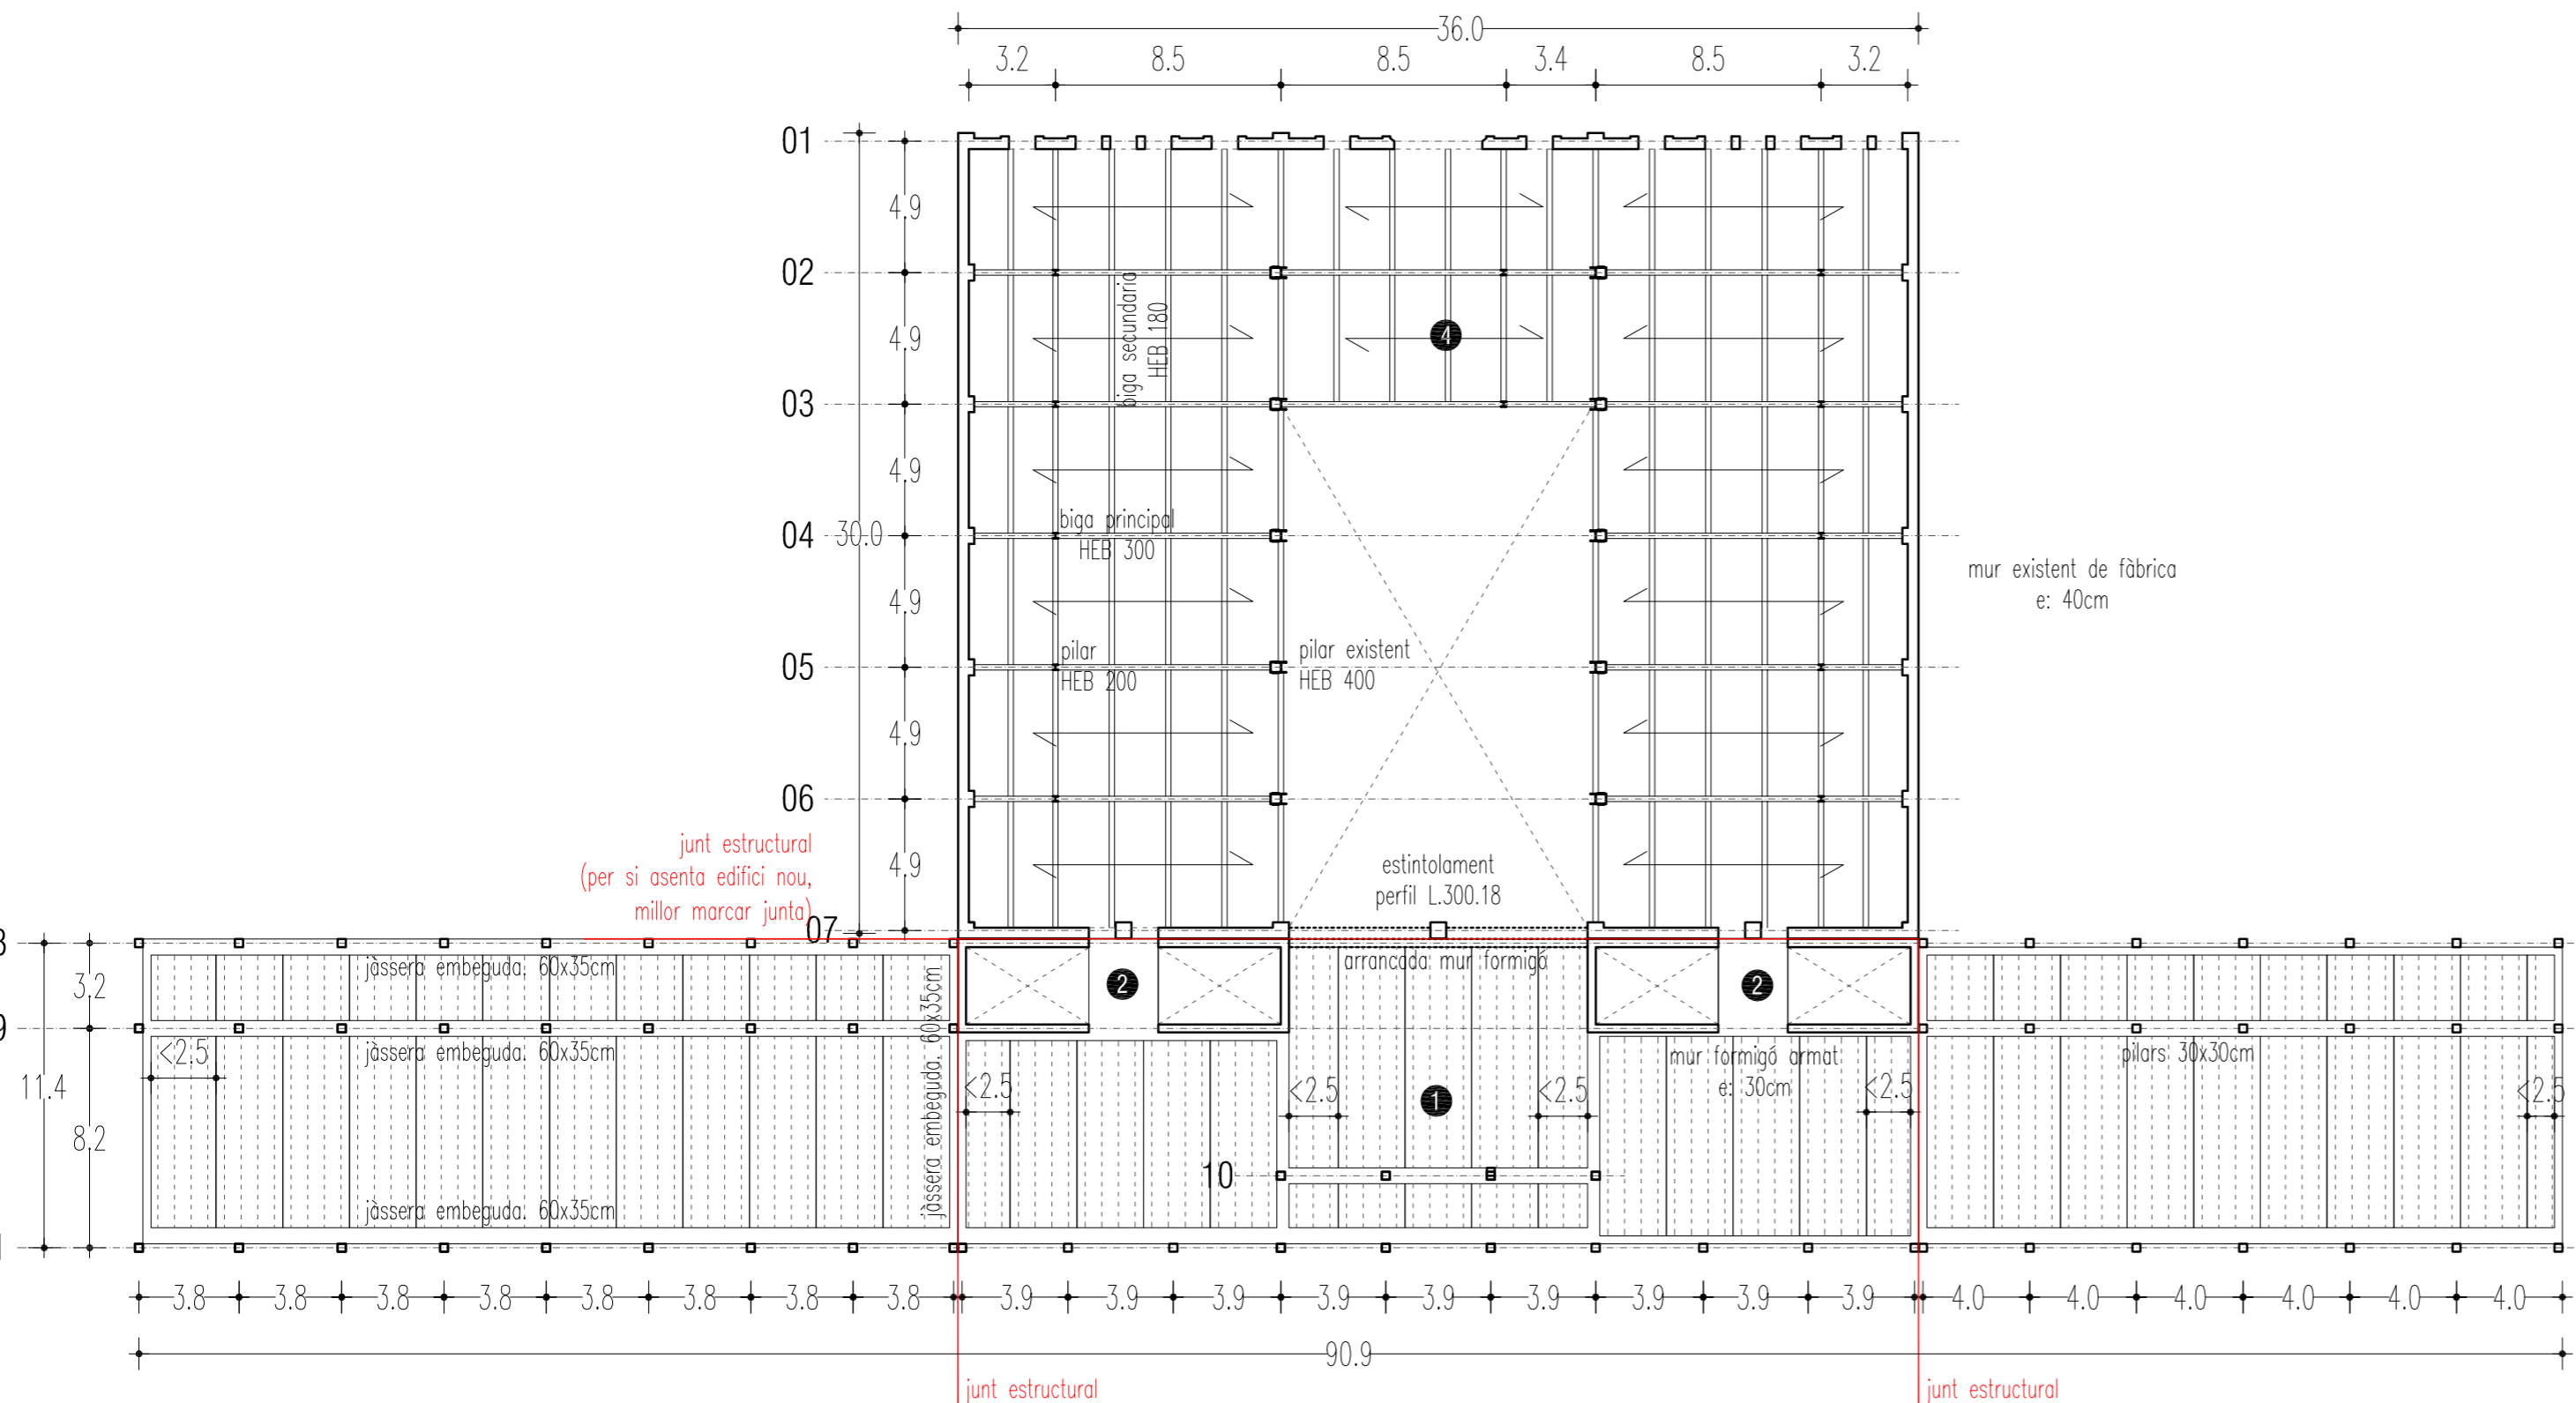 36.0
3.2 8.5 8.5 3.4 8.5 3.2
01
4.9
02
biga secundaria
HEB 180
4.9
4
03
4.9
biga principal
HEB 300
04
30.0
mur existent de fàbrica
e: 40cm
4.9
pilar
HEB 200
pilar existent
HEB 400
05
4.9
06
junt estructural
(per si asenta edifici nou,
millor marcar junta)
4.9
estintolament
perfil L.300.18
07
jàssera embeguda. 60x35cm
arrancada mur formigó
3.2
2
2
jàssera embeguda. 60x35cm
jàssera embeguda. 60x35cm
<2.5
mur formigó armat
e: 30cm
pilars 30x30cm
11.4
<2.5
<2.5
1
<2.5
<2.5
<2.5
8.2
10
jàssera embeguda. 60x35cm
3.8 3.8 3.8 3.8 3.8 3.8 3.8 3.8 3.9 3.9 3.9 3.9 3.9 3.9 3.9 3.9 3.9 4.0 4.0 4.0 4.0 4.0 4.0
90.9
junt estructural
junt estructural